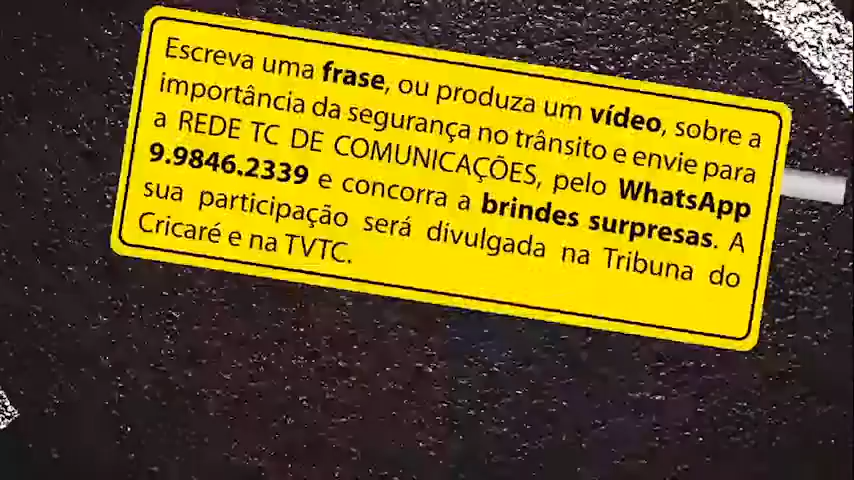 Escreva uma frase, ou produza um vídeo, sobre a
importância da segurança no trânsito e envie para
a REDE TC DE COMUNICAÇÕES, pelo WhatsApp
9.9846.2339 e concorra a brindes surpresas. A
sua participação será divulgada na Tribuna do
Cricaré e na TVTC.